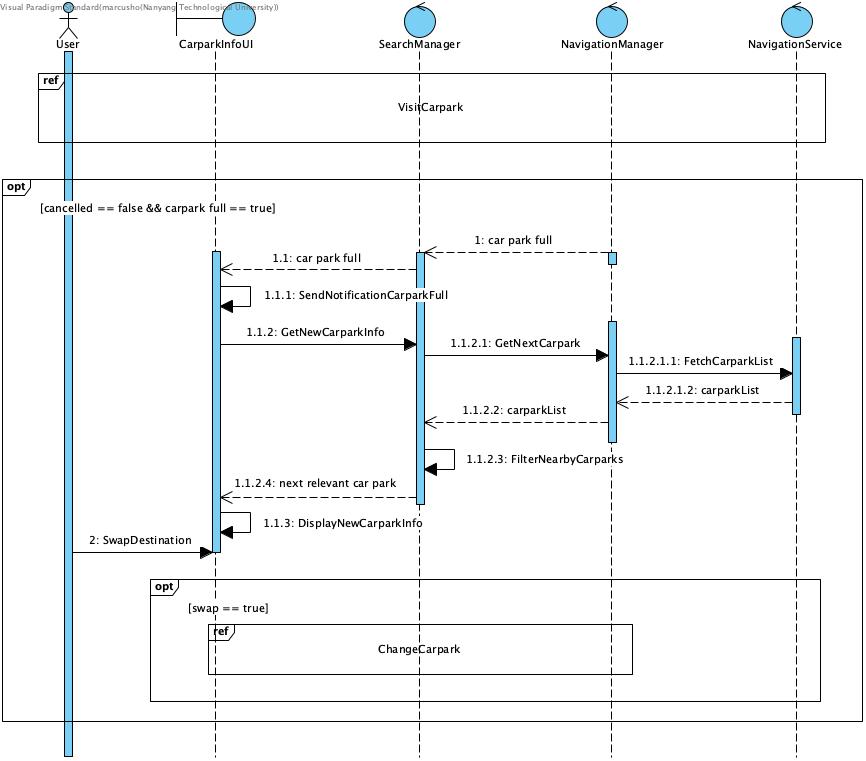 Visual Paradigm Standard(marcusho(Nanyang Technological University))
User
CarparkInfoUI
SearchManager
NavigationManager
NavigationService
ref
VisitCarpark
opt
[cancelled == false && carpark full == true]
1: car park full
1.1: car park full
1.1.1: SendNotificationCarparkFull
1.1.2: GetNewCarparkInfo
1.1.2.1: GetNextCarpark
1.1.2.1.1: FetchCarparkList
1.1.2.1.2: carparkList
1.1.2.2: carparkList
1.1.2.3: FilterNearbyCarparks
1.1.2.4: next relevant car park
1.1.3: DisplayNewCarparkInfo
2: SwapDestination
opt
[swap == true]
ref
ChangeCarpark